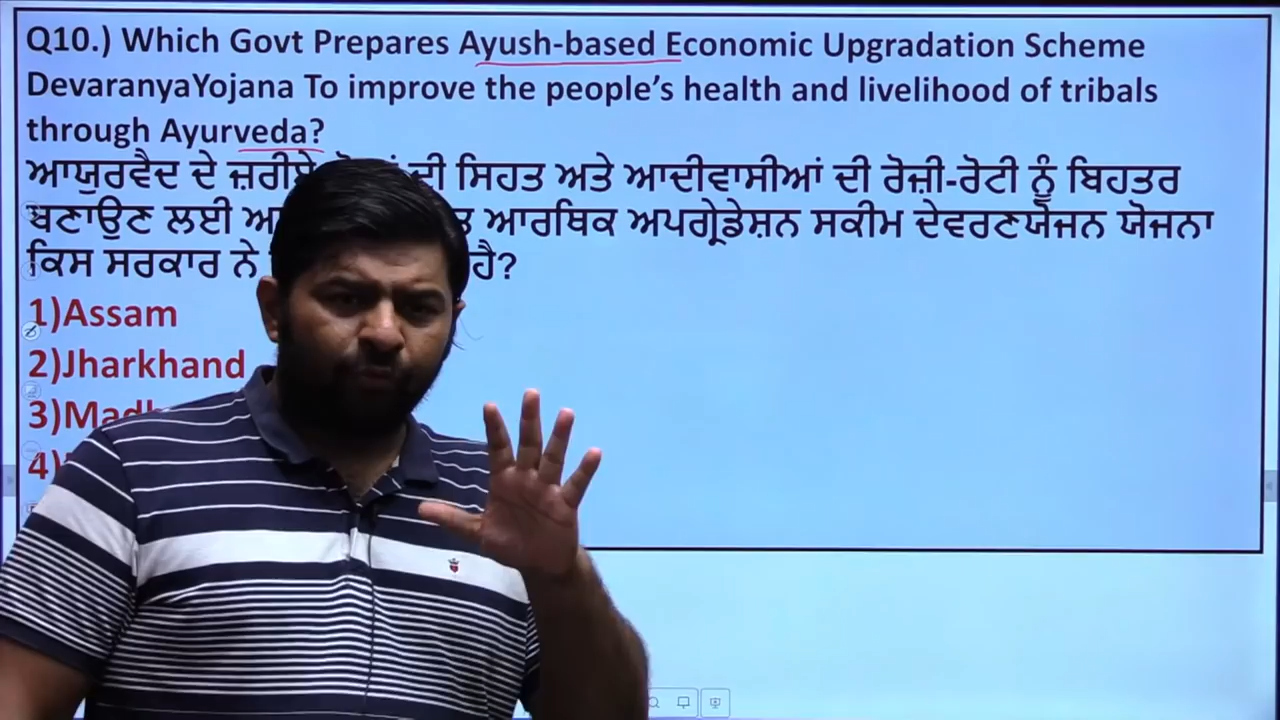 Q10.) Which Govt Prepares Ayush-based Economic Upgradation Scheme
DevaranyaYojana To improve the people's health and livelihood of tribals
through Ayurveda?
ਆਯੁਰਵੈਦ ਦੇ ਜ਼ਰੀਏ ਦੀ ਸਿਹਤ ਅਤੇ ਆਦੀਵਾਸੀਆਂ ਦੀ ਰੋਜ਼ੀ-ਰੋਟੀ ਨੂੰ ਬਿਹਤਰ
ਬਣਾਉਣ ਲਈ ਆਰਥਿਕ ਅਪਗ੍ਰੇਡੇਸ਼ਨ ਸਕੀਮ ਦੇਵਰਣਯੋਜਨ ਯੋਜਨਾ
ਕਿਸ ਸਰਕਾਰ ਨੇ ਹੈ?
1)Assam
2)Jharkhand
3)
4)